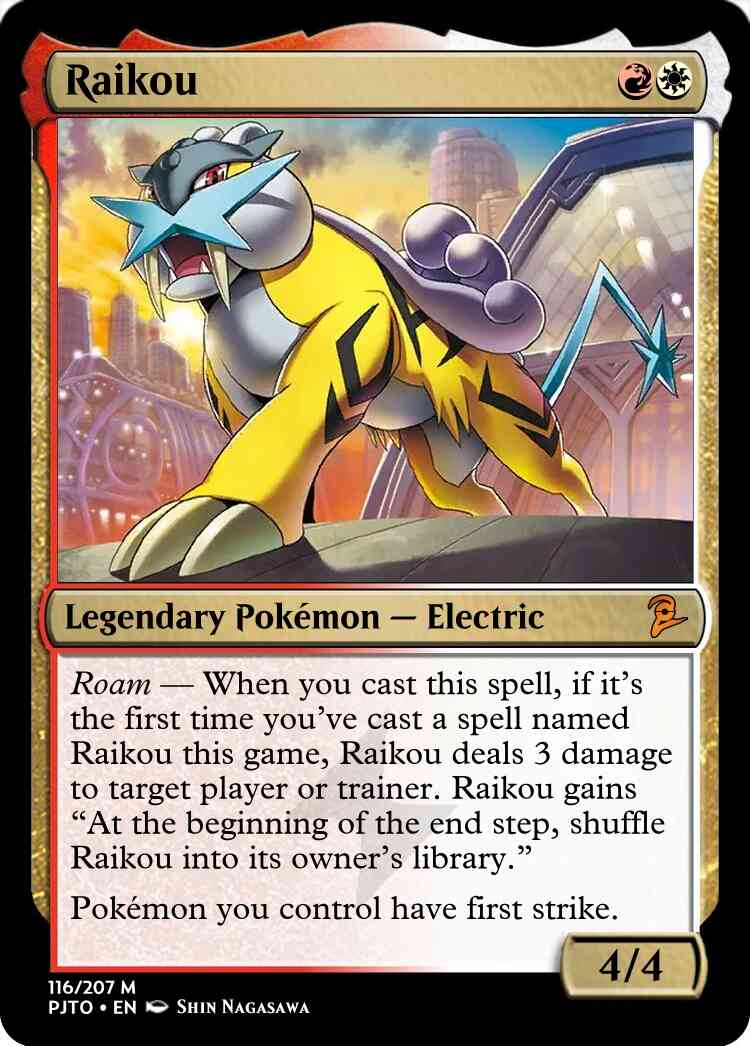 Raikou
Legendary Pokémon — Electric
Roam — When you cast this spell, if it's
the first time you've cast a spell named
Raikou this game, Raikou deals 3 damage
to target player or trainer. Raikou gains
“At the beginning of the end step, shuffle
Raikou into its owner's library.”
Pokémon you control have first strike.
4/4
116/207 M
PJTO • EN Shin Nagasawa